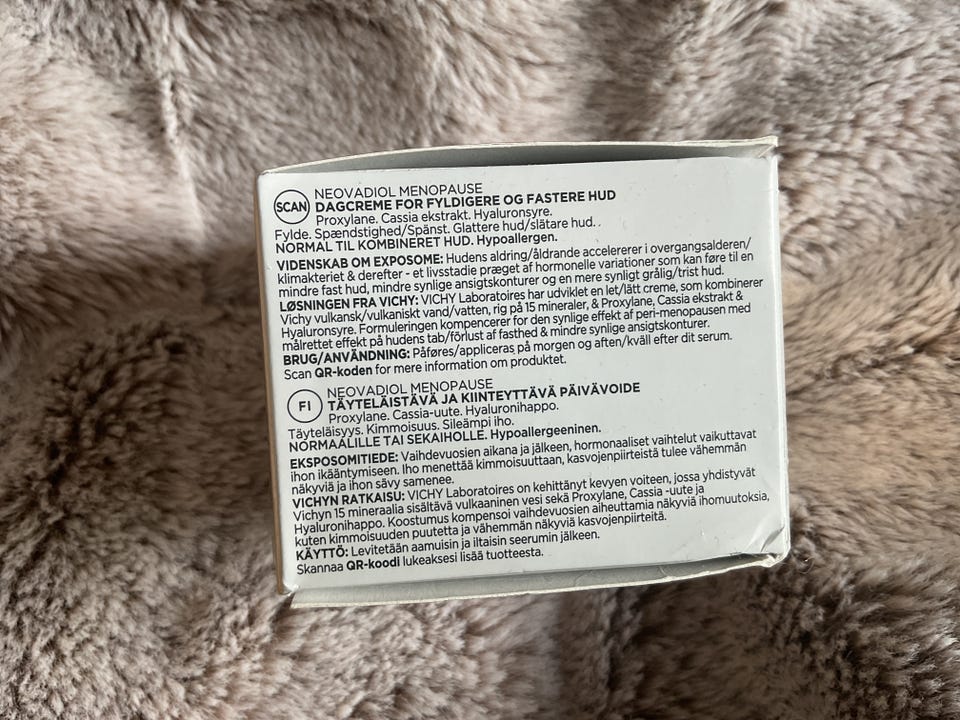 SCAN
NEOVADIOL MENOPAUSE
DAGCREME FOR FYLDIGERE OG FASTERE HUD
Proxylane. Cassia ekstrakt. Hyaluronsyre.
Fylde. Spændstighed/Spänst. Glattere hud/slätare hud..
NORMAL TIL KOMBINERET HUD. Hypoallergen.
VIDENSKAB OM EXPOSOME: Hudens aldring/åldrande accelererer i overgangsalderen/
klimakteriet & derefter - et livsstadie præget af hormonelle variationer som kan føre til en
mindre fast hud, mindre synlige ansigtskonturer og en mere synligt grålig/trist hud.
LØSNINGEN FRA VICHY: VICHY Laboratoires har udviklet en let/lätt creme, som kombinerer
Vichy vulkansk/vulkaniskt vand/vatten, rig på 15 mineraler, & Proxylane, Cassia ekstrakt &
Hyaluronsyre. Formuleringen kompencerer for den synlige effekt af peri-menopausen med
målrettet effekt på hudens tab/förlust af fasthed & mindre synlige ansigtskonturer.
BRUG/ANVÄNDNING: Påføres/appliceras på morgen og aften/kväll efter dit serum.
Scan QR-koden for mere information om produktet.
FI
NEOVADIOL MENOPAUSE
TÄYTELÄISTÄVÄ JA KIINTEYTTÄVÄ PÄIVÄVOIDE
Proxylane. Cassia-uute. Hyaluronihappo.
Täyteläisyys. Kimmoisuus. Sileämpi iho.
NORMAALILLE TAI SEKAIHOLLE. Hypoallergeeninen.
EKSPOSOMITIEDE: Vaihdevuosien aikana ja jälkeen, hormonaaliset vaihtelut vaikuttavat
ihon ikääntymiseen. Iho menettää kimmoisuuttaan, kasvojenpiirteistä tulee vähemmän
näkyviä ja ihon sävy samenee.
VICHYN RATKAISU: VICHY Laboratoires on kehittänyt kevyen voiteen, jossa yhdistyvät
Vichyn 15 mineraalia sisältävä vulkaaninen vesi sekä Proxylane, Cassia -uute ja
Hyaluronihappo. Koostumus kompensoi vaihdevuosien aiheuttamia näkyviä ihomuutoksia,
kuten kimmoisuuden puutetta ja vähemmän näkyviä kasvojenpiirteitä.
KÄYTTÖ: Levitetään aamuisin ja iltaisin seerumin jälkeen.
Skannaa QR-koodi lukeaksesi lisää tuotteesta.